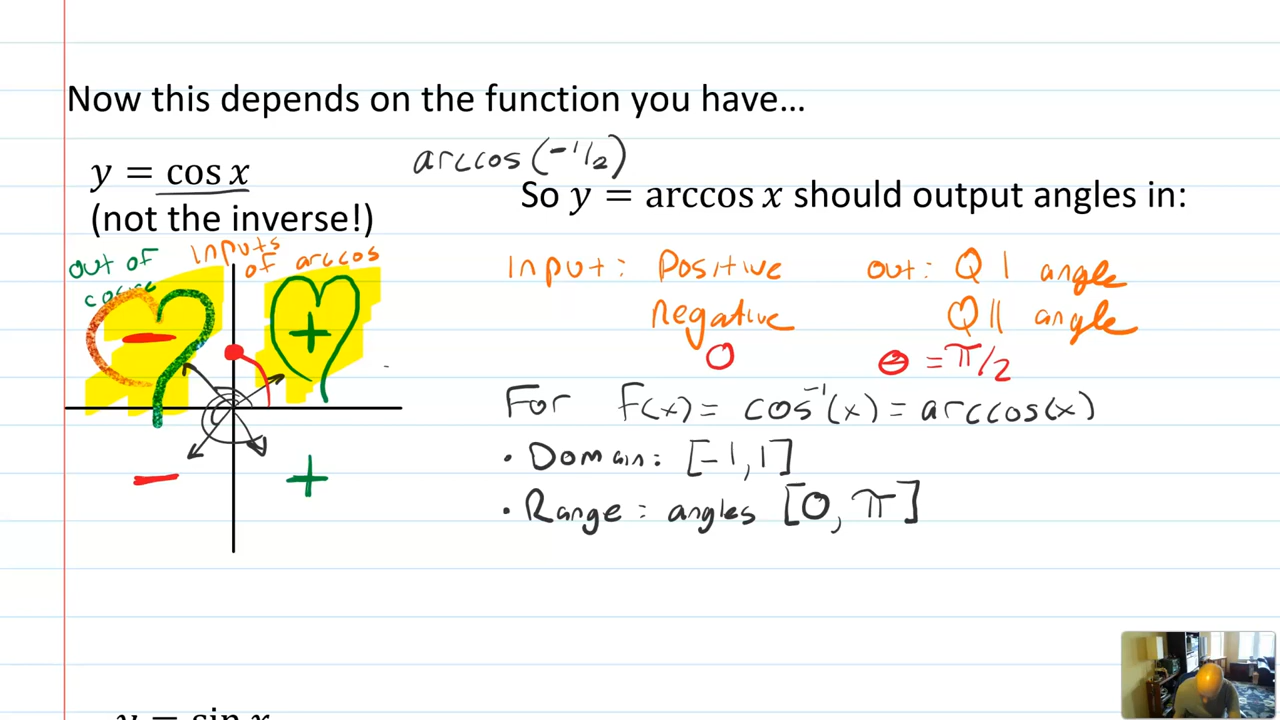 Now this depends on the function you have...
arccos (-1/2)
y = cos x
(not the inverse!)
So y = arccos x should output angles in:
out of cosine
inputs of arccos
Input: Positive out: Q I angle
Negative Q II angle
0 θ = π/2
- +
For f(x) = cos⁻¹(x) = arccos(x)
• Domain: [-1, 1]
- +
• Range: angles [0, π]
y = sin x